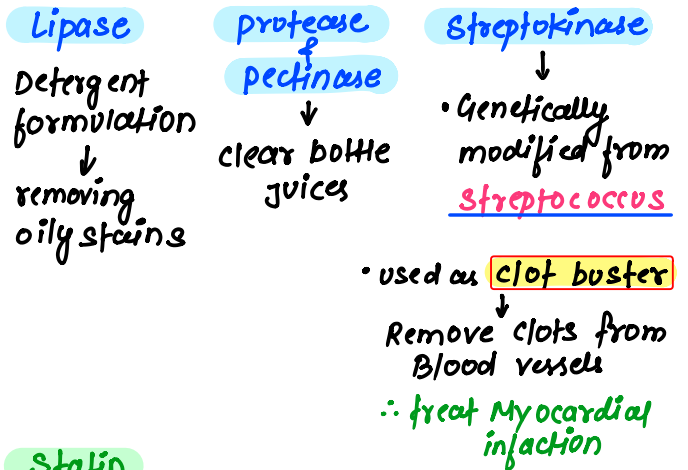 Lipase
Detergent
formulation
↓
removing
oily stains
protease
&
pectinase
↓
clear bottle
juices
Streptokinase
↓
• Genetically
modified from
streptococcus
• used as clot buster
↓
Remove clots from
Blood vessels
∴ treat Myocardial
infaction
Statin